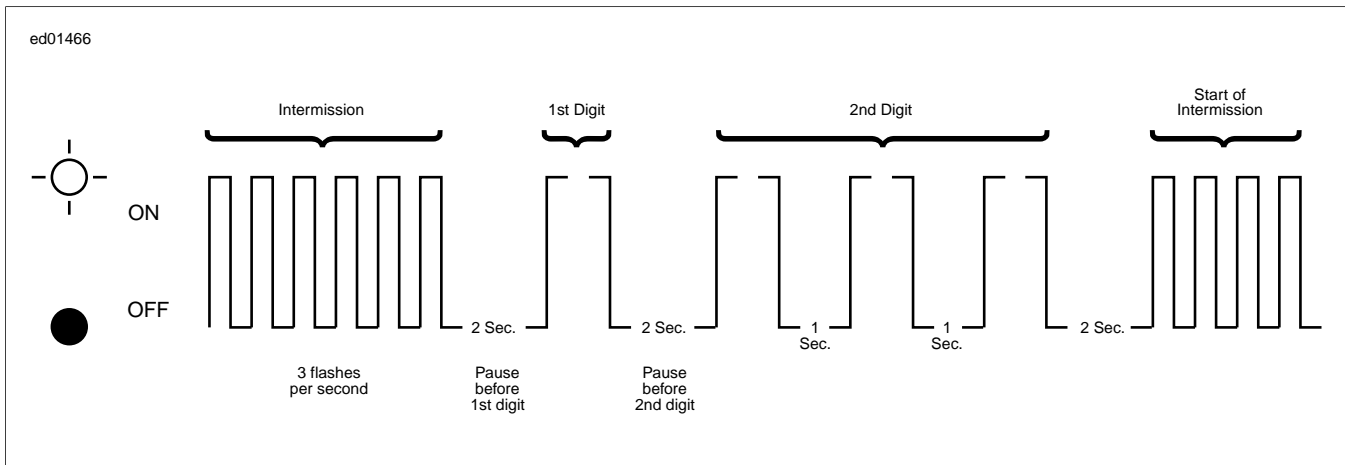 ed01466
Intermission
1st Digit
2nd Digit
Start of
Intermission
ON
OFF
2 Sec.
2 Sec.
1
Sec.
1
Sec.
2 Sec.
3 flashes
per second
Pause
before
1st digit
Pause
before
2nd digit